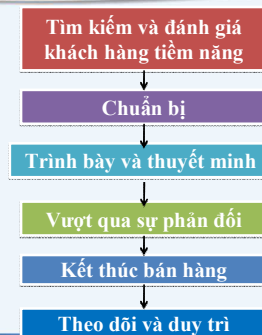 Tìm kiếm và đánh giá
khách hàng tiềm năng
Chuẩn bị
Trình bày và thuyết minh
Vượt qua sự phản đối
Kết thúc bán hàng
Theo dõi và duy trì